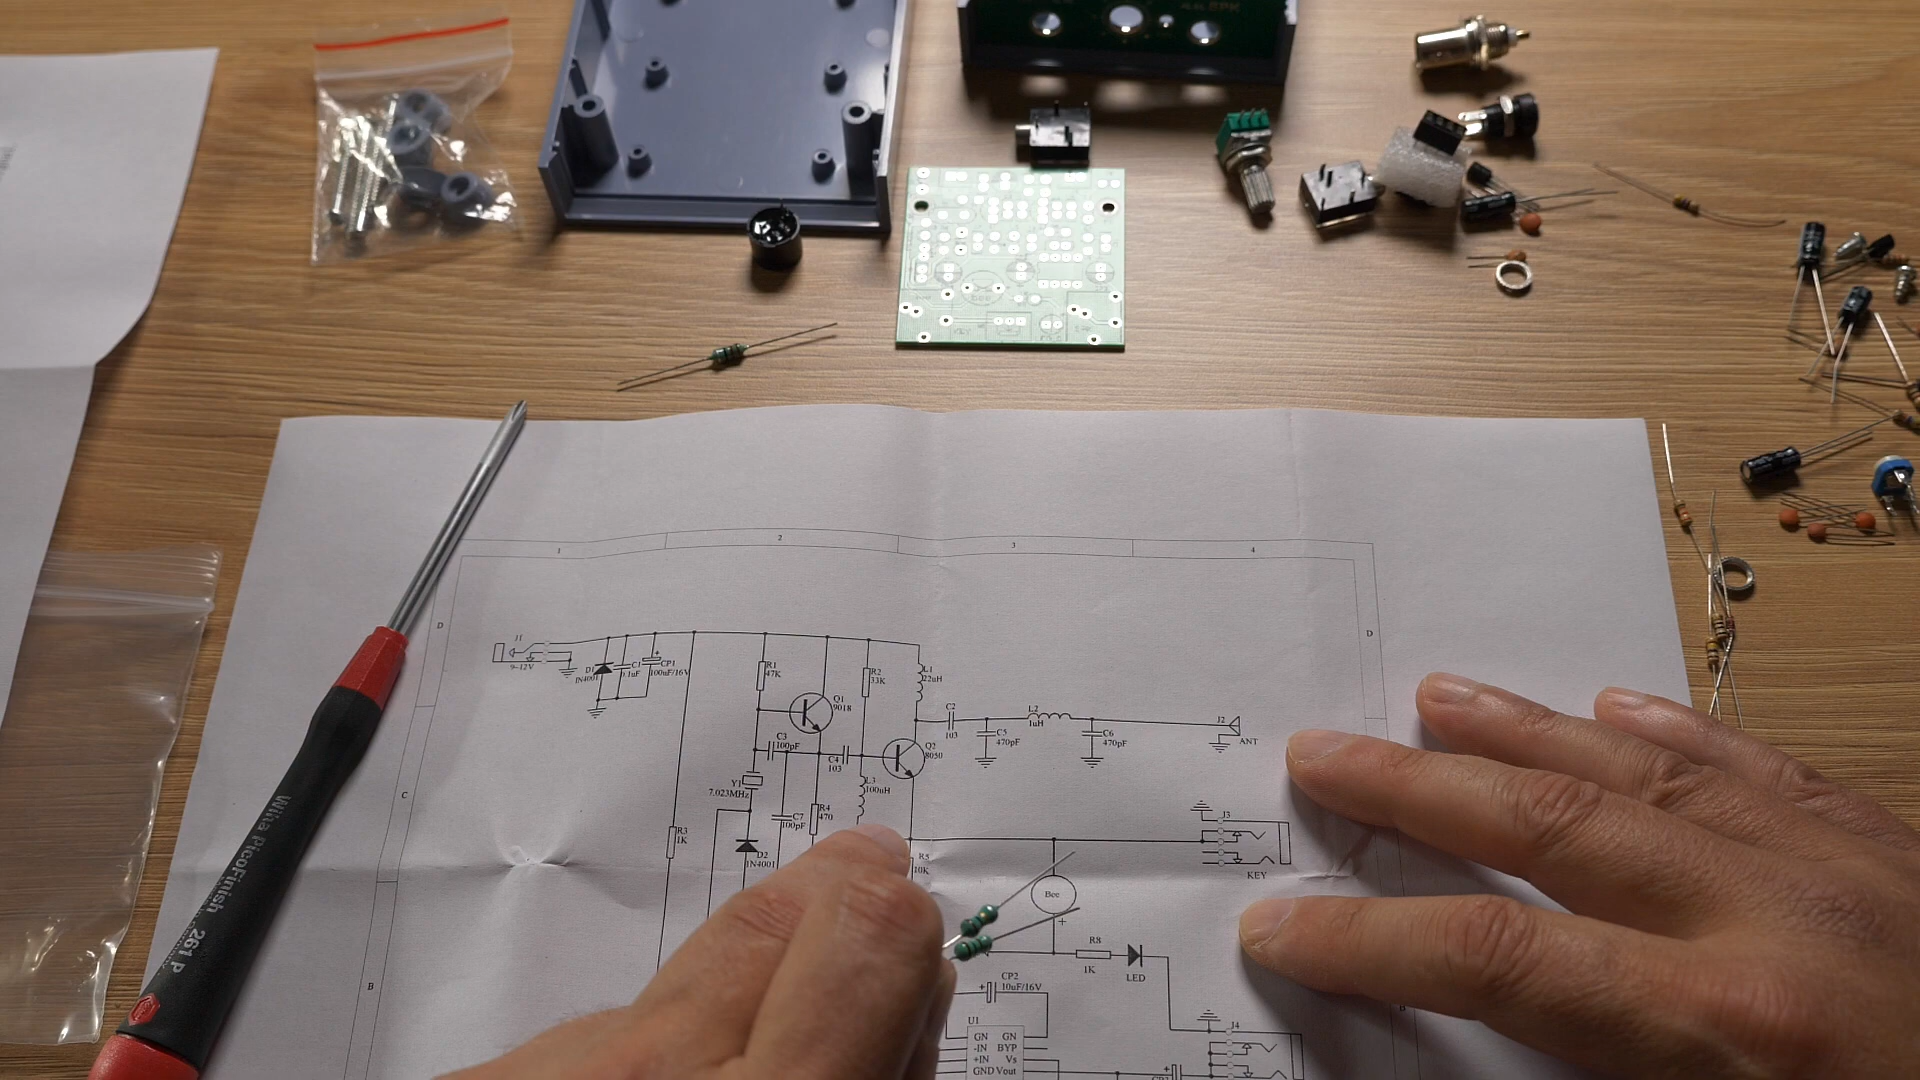 4Ω SPK
KEY
1
2
3
4
D
D
J1
9~12V
D1
1N4001
C1
0.1uF
CP1
100uF/16V
R1
47K
Q1
9018
R2
33K
L1
22uH
C2
103
C5
470pF
L2
1uH
C6
470pF
J2
ANT
C3
100pF
C4
103
Q2
8050
Y1
7.023MHz
L3
100uH
C
C7
100pF
R4
470
R3
1K
D2
1N4001
R5
10K
J3
KEY
Bee
+
R8
1K
LED
B
B
CP2
+
10uF/16V
U1
GN GN
-IN BYP
+IN Vs
GND Vout
J4
+
CP3
Wiha PicoFinish 261 P